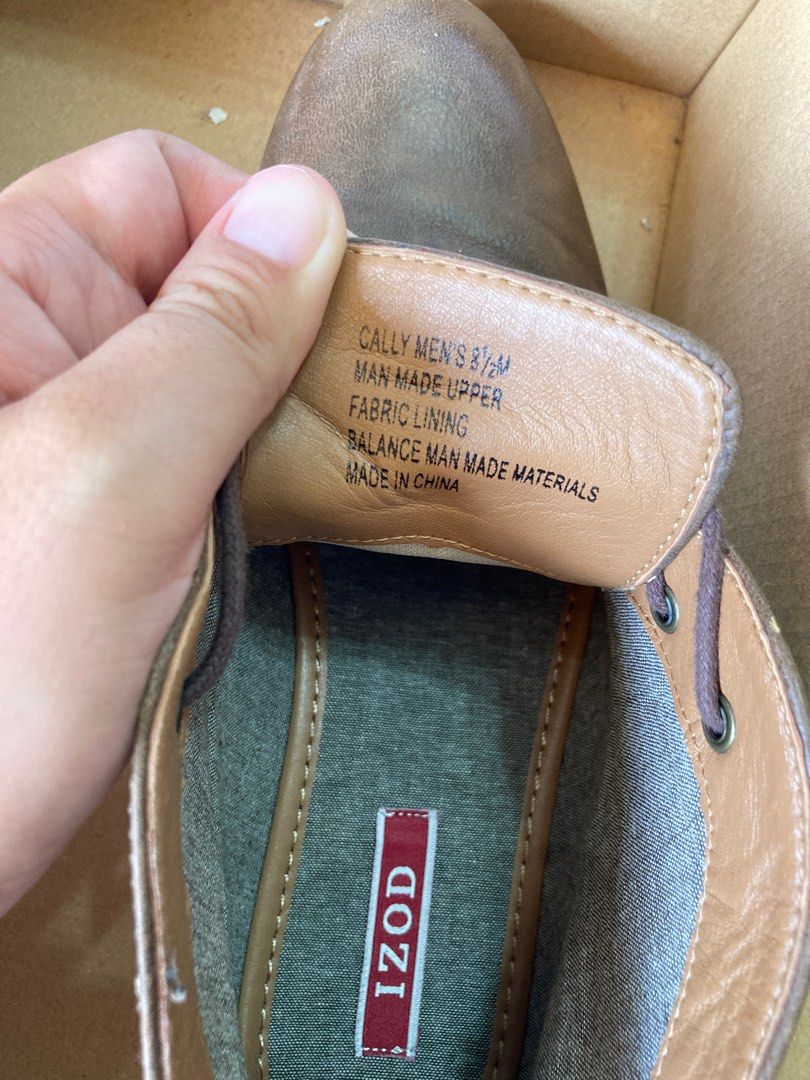 CALLY MEN'S 8½M
MAN MADE UPPER
FABRIC LINING
BALANCE MAN MADE MATERIALS
MADE IN CHINA
IZOD